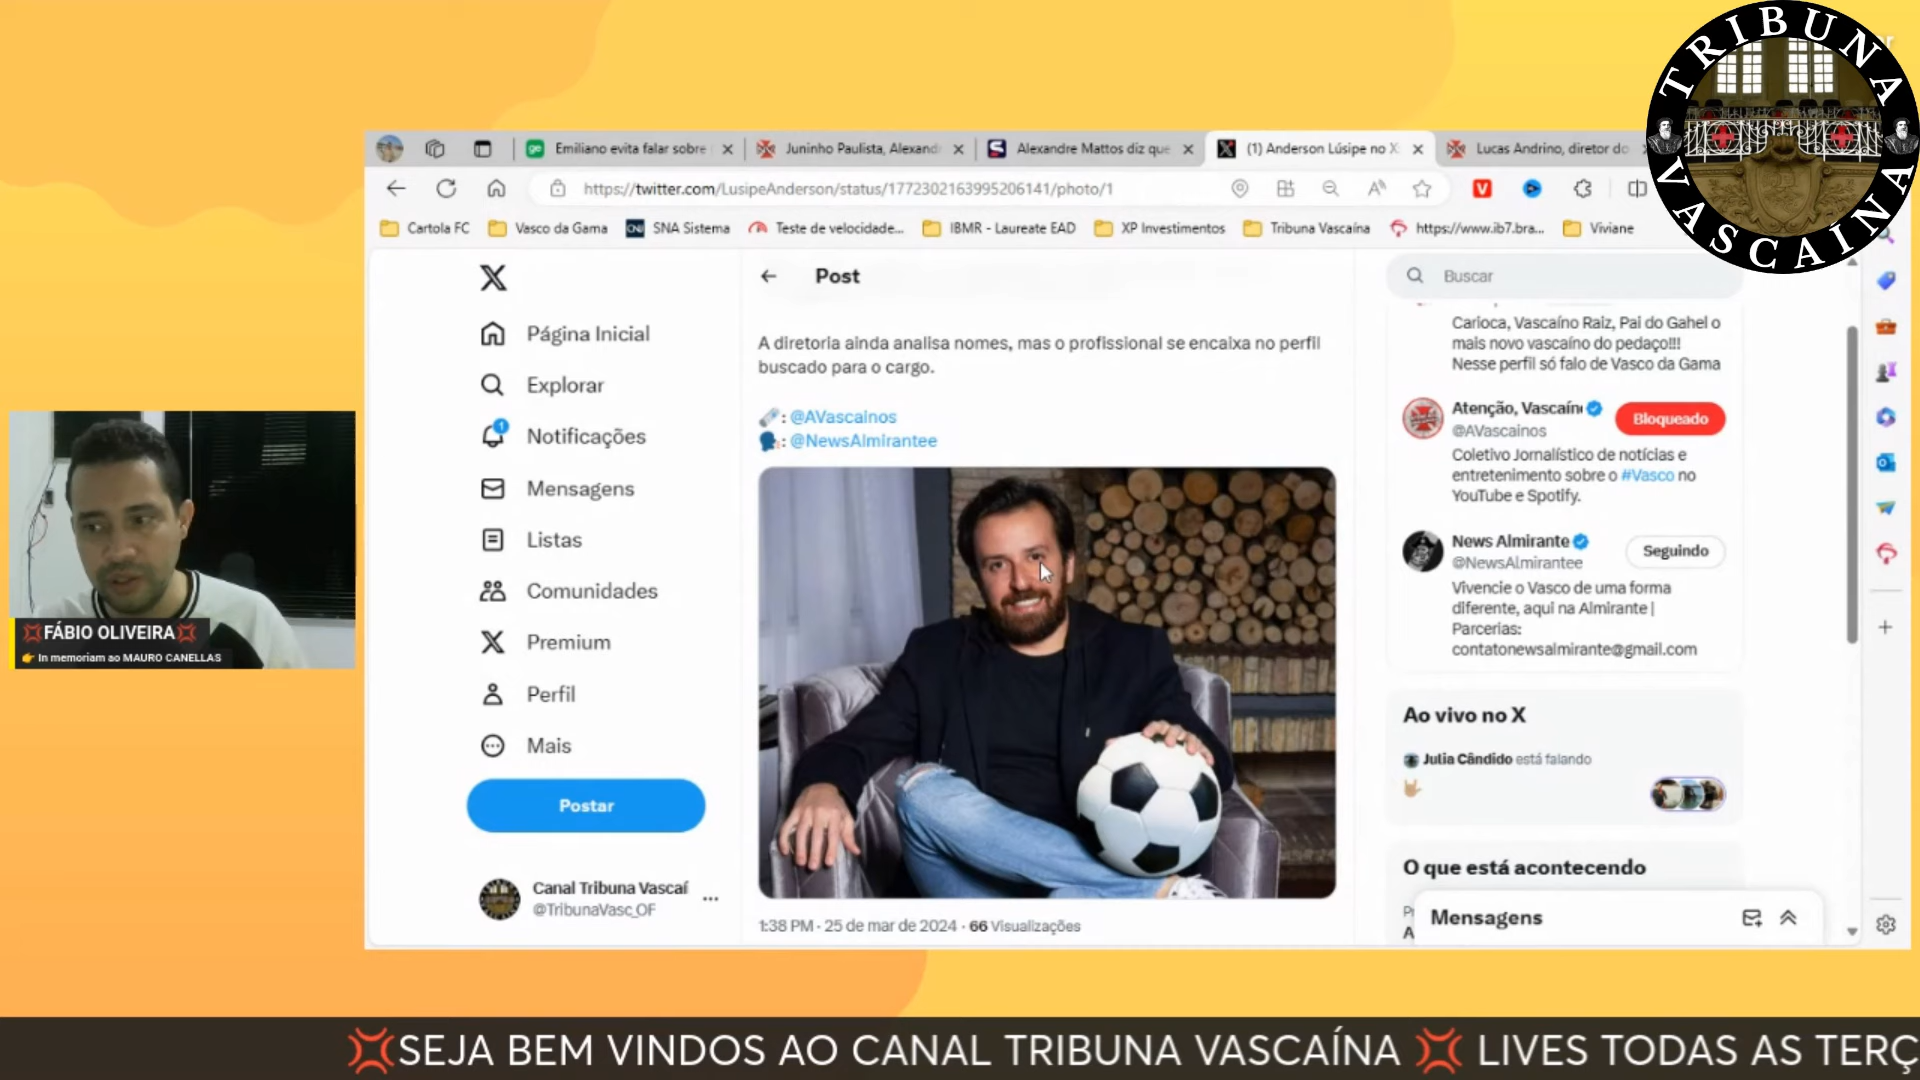 TRIBUNA VASCAINA
Emiliano evita falar sobre
Juninho Paulista, Alexand
Alexandre Mattos diz que
(1) Anderson Lúsipe no X
Lucas Andrino, diretor do
https://twitter.com/LusipeAnderson/status/1772302163995206141/photo/1
Cartola FC
Vasco da Gama
SNA Sistema
Teste de velocidade...
IBMR - Laureate EAD
XP Investimentos
Tribuna Vascaína
https://www.ib7.bra...
Viviane
Página Inicial
Explorar
1
Notificações
Mensagens
Listas
Comunidades
Premium
Perfil
Mais
Postar
Canal Tribuna Vascaí
@TribunaVasc_OF
Post
A diretoria ainda analisa nomes, mas o profissional se encaixa no perfil
buscado para o cargo.
: @AVascainos
: @NewsAlmirantee
1:38 PM · 25 de mar de 2024 · 66 Visualizações
Buscar
Carioca, Vascaíno Raiz, Pai do Gahel o
mais novo vascaíno do pedaço!!!
Nesse perfil só falo de Vasco da Gama
Atenção, Vascaín
@AVascainos
Bloqueado
Coletivo Jornalístico de notícias e
entretenimento sobre o #Vasco no
YouTube e Spotify.
News Almirante
@NewsAlmirantee
Seguindo
Vivencie o Vasco de uma forma
diferente, aqui na Almirante |
Parcerias:
contatonewsalmirante@gmail.com
Ao vivo no X
Julia Cândido está falando
O que está acontecendo
Mensagens
FÁBIO OLIVEIRA
In memoriam ao MAURO CANELLAS
SEJA BEM VINDOS AO CANAL TRIBUNA VASCAÍNA LIVES TODAS AS TERÇ